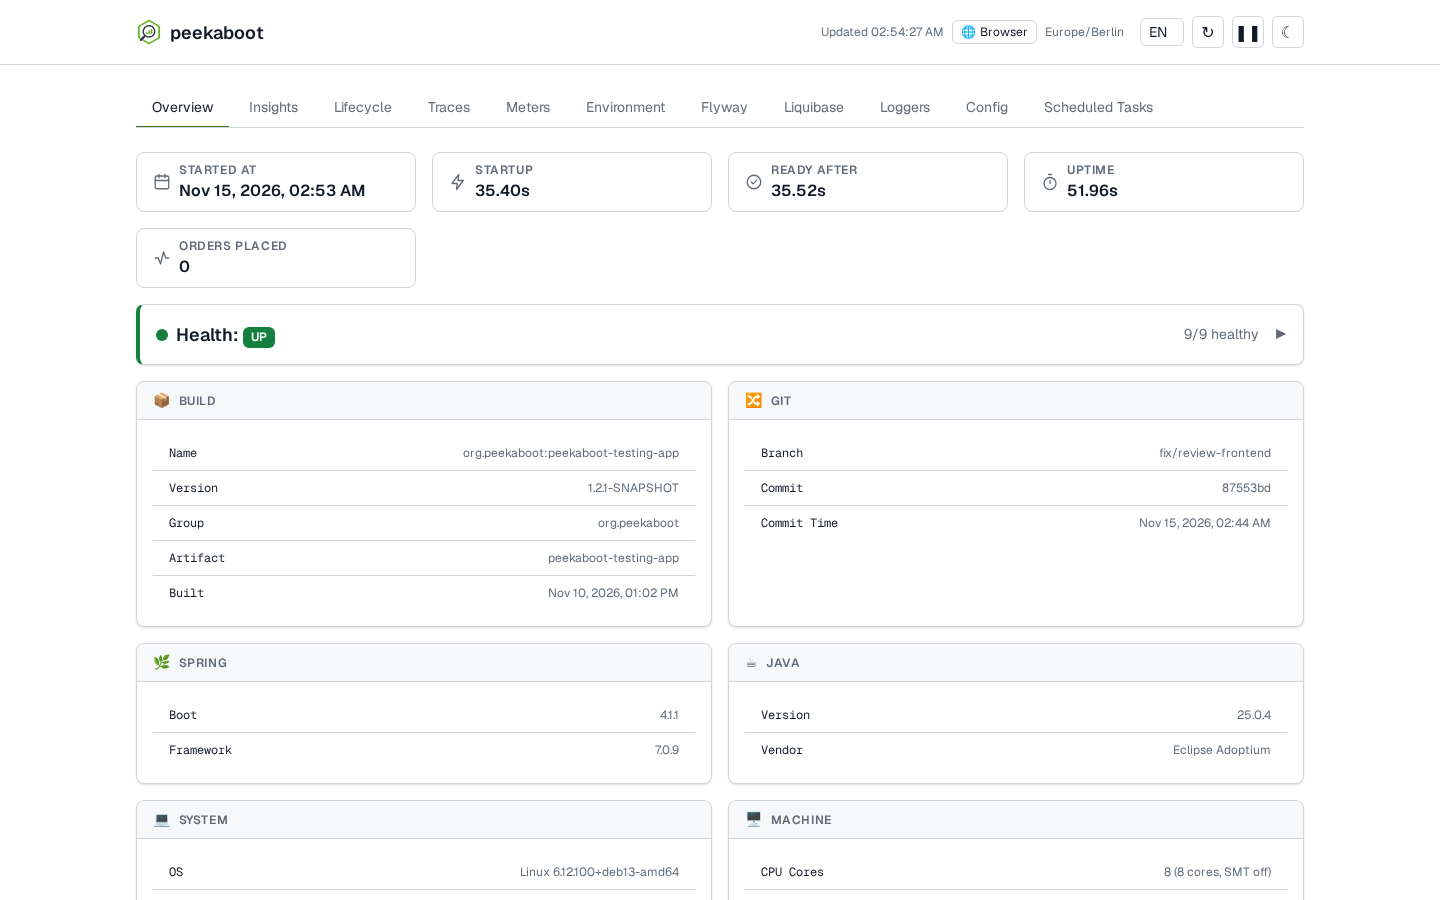 peekaboot
Updated 02:54:27 AM
Browser
Europe/Berlin
EN
Overview
Insights
Lifecycle
Traces
Meters
Environment
Flyway
Liquibase
Loggers
Config
Scheduled Tasks
STARTED AT
Nov 15, 2026, 02:53 AM
STARTUP
35.40s
READY AFTER
35.52s
UPTIME
51.96s
ORDERS PLACED
0
Health: UP
9/9 healthy
BUILD
Name org.peekaboot:peekaboot-testing-app
Version 1.2.1-SNAPSHOT
Group org.peekaboot
Artifact peekaboot-testing-app
Built Nov 10, 2026, 01:02 PM
GIT
Branch fix/review-frontend
Commit 87553bd
Commit Time Nov 15, 2026, 02:44 AM
SPRING
Boot 4.1.1
Framework 7.0.9
JAVA
Version 25.0.4
Vendor Eclipse Adoptium
SYSTEM
OS Linux 6.12.100+deb13-amd64
MACHINE
CPU Cores 8 (8 cores, SMT off)